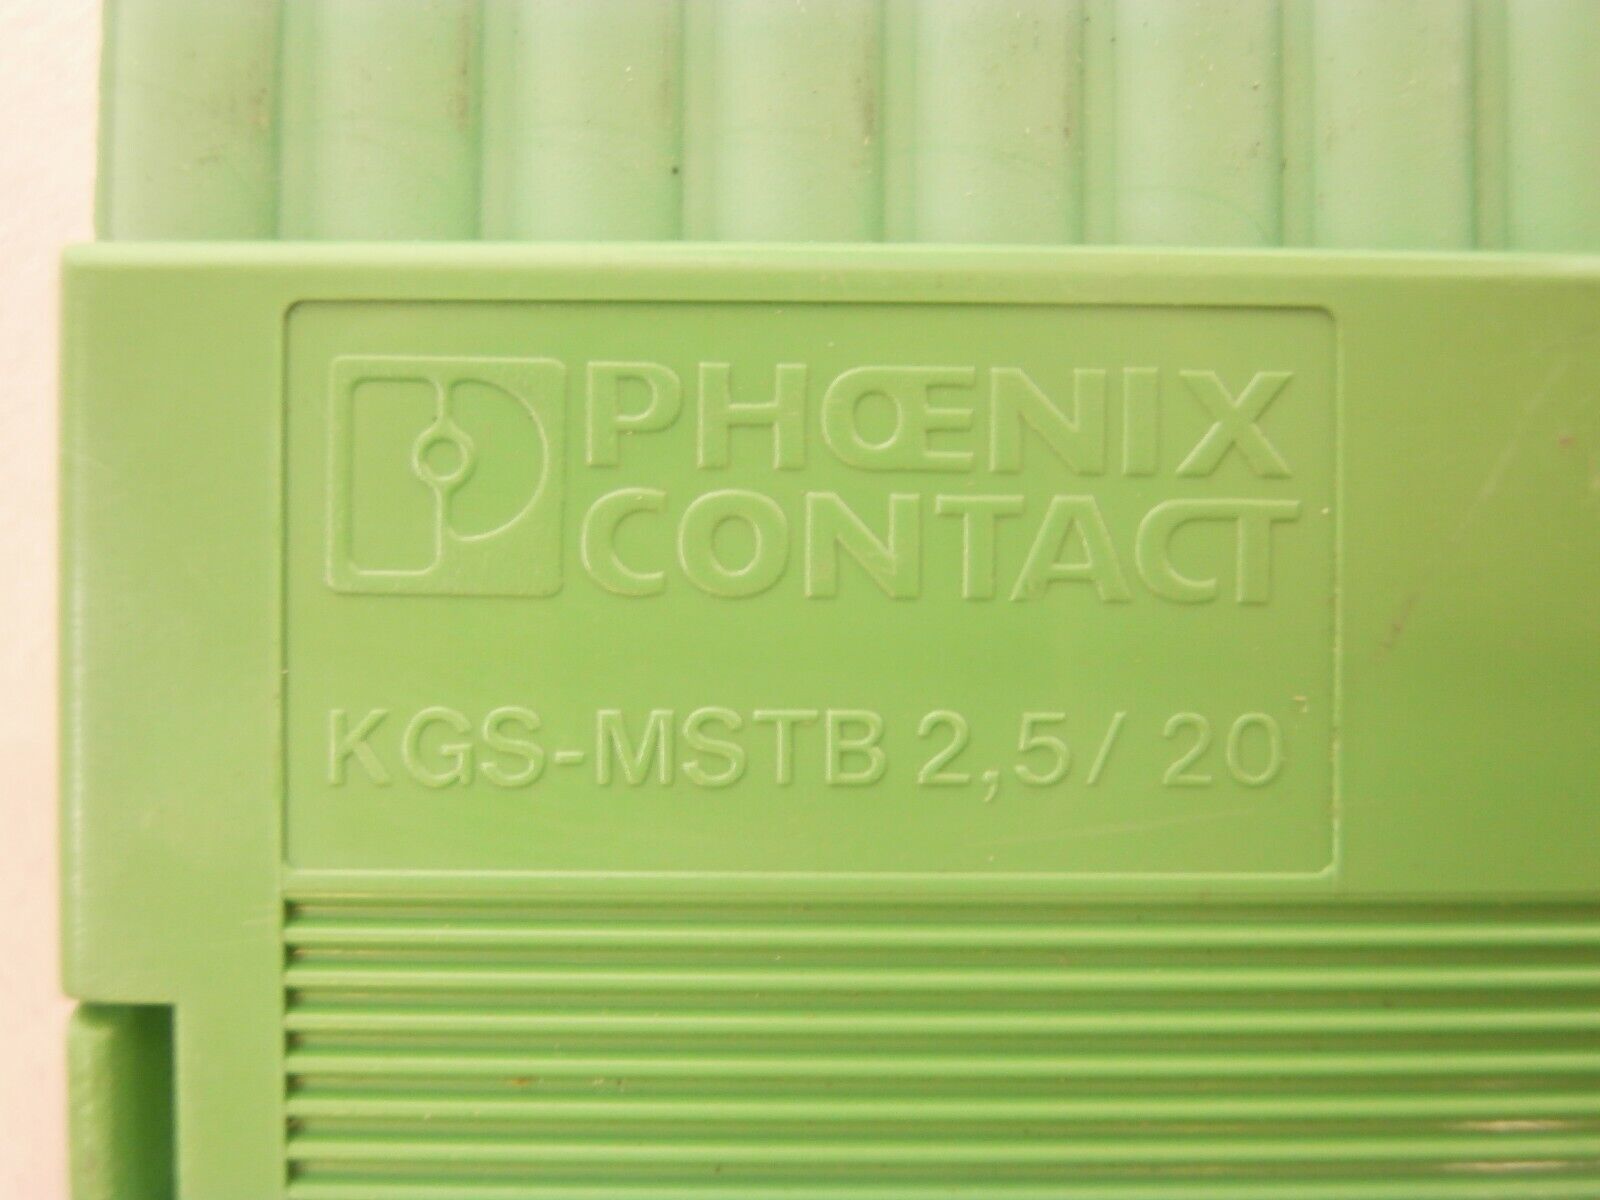 PHŒNIX
CONTACT
KGS-MSTB 2,5/ 20